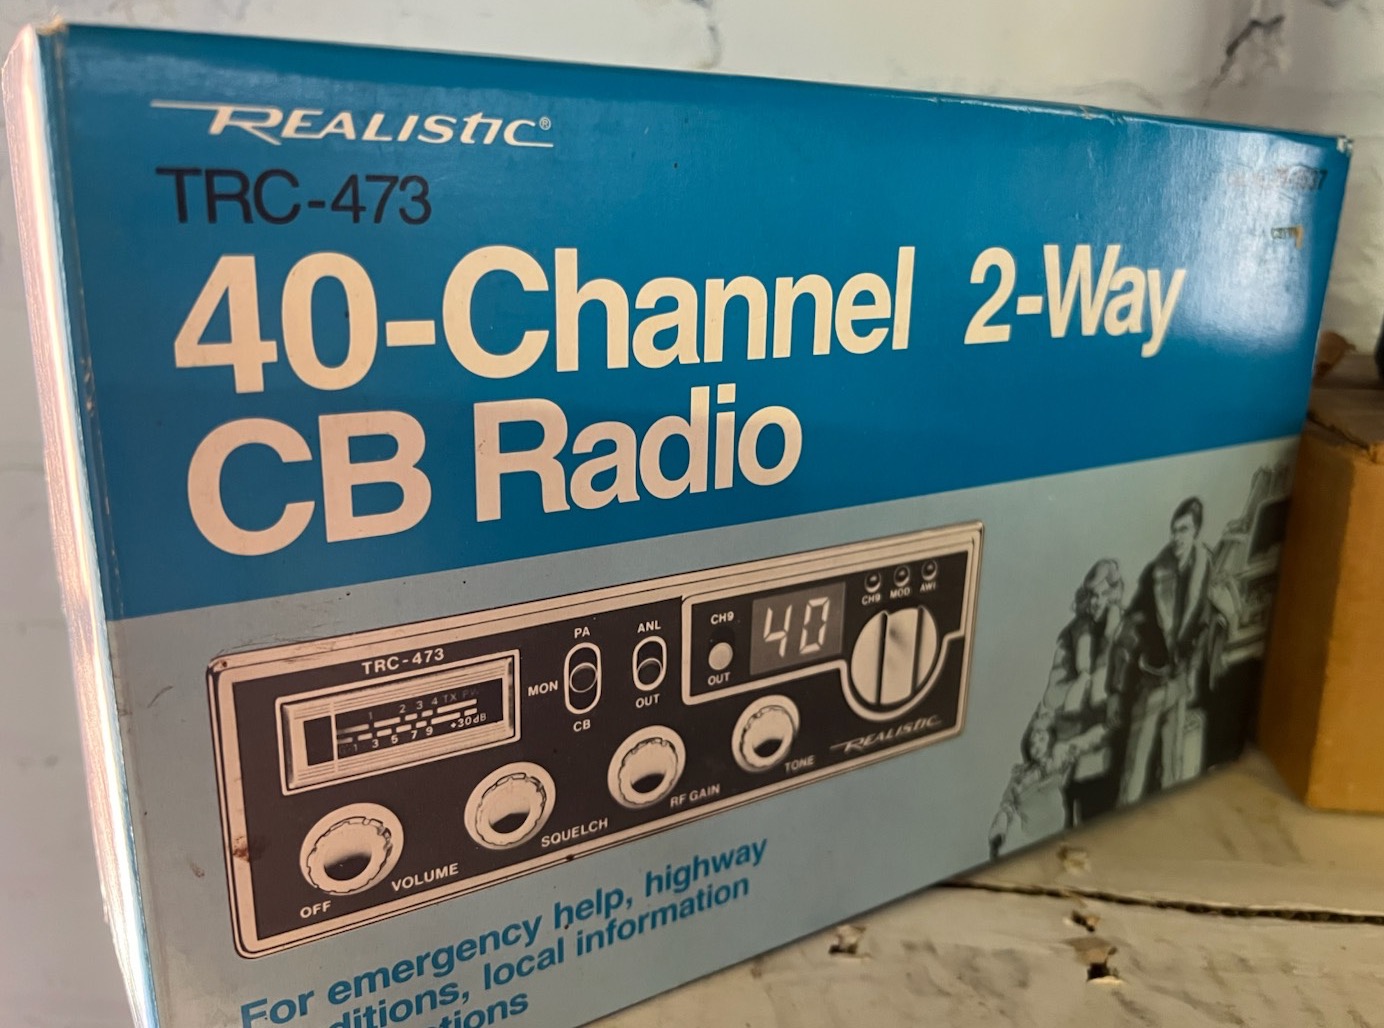 REALISTIC®
TRC-473
40-Channel 2-Way
CB Radio
TRC-473
1 2 3 4 TX
1 3 5 7 9 +30dB
PA
MON
CB
ANL
OUT
CH9
OUT
40
CH9 MOD AWI
OFF VOLUME
SQUELCH
RF GAIN
TONE
REALISTIC
For emergency help, highway
ditions, local information
tions